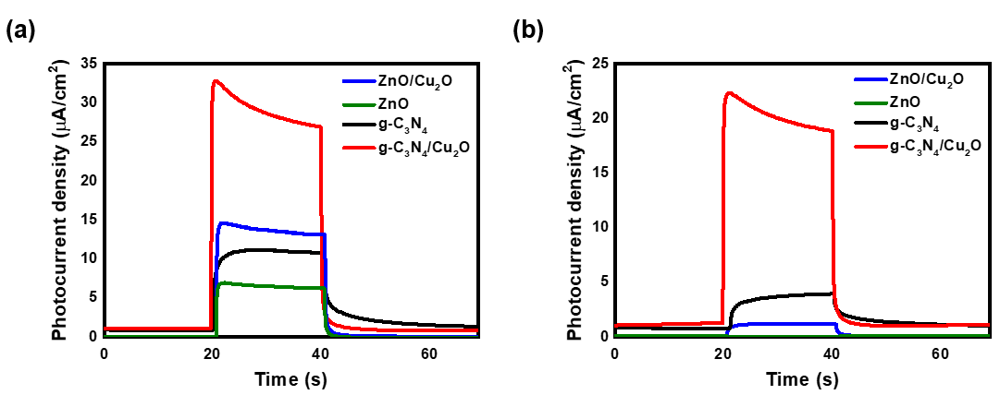 (a)
(b)
Photocurrent density (μA/cm²)
35
30
25
20
15
10
5
0
0
20
40
60
Time (s)
ZnO/Cu₂O
ZnO
g-C₃N₄
g-C₃N₄/Cu₂O
Photocurrent density (μA/cm²)
25
20
15
10
5
0
0
20
40
60
Time (s)
ZnO/Cu₂O
ZnO
g-C₃N₄
g-C₃N₄/Cu₂O